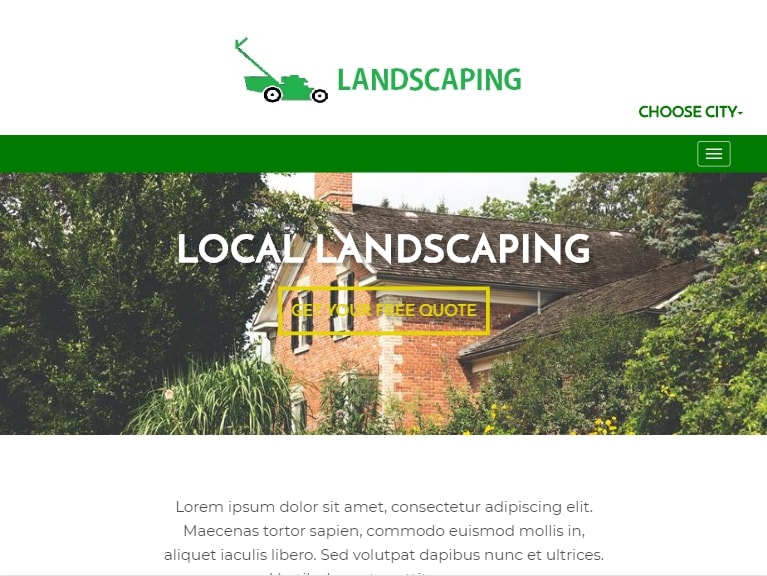 LANDSCAPING
CHOOSE CITY
LOCAL LANDSCAPING
GET YOUR FREE QUOTE
Lorem ipsum dolor sit amet, consectetur adipiscing elit.
Maecenas tortor sapien, commodo euismod mollis in,
aliquet iaculis libero. Sed volutpat dapibus nunc et ultrices.